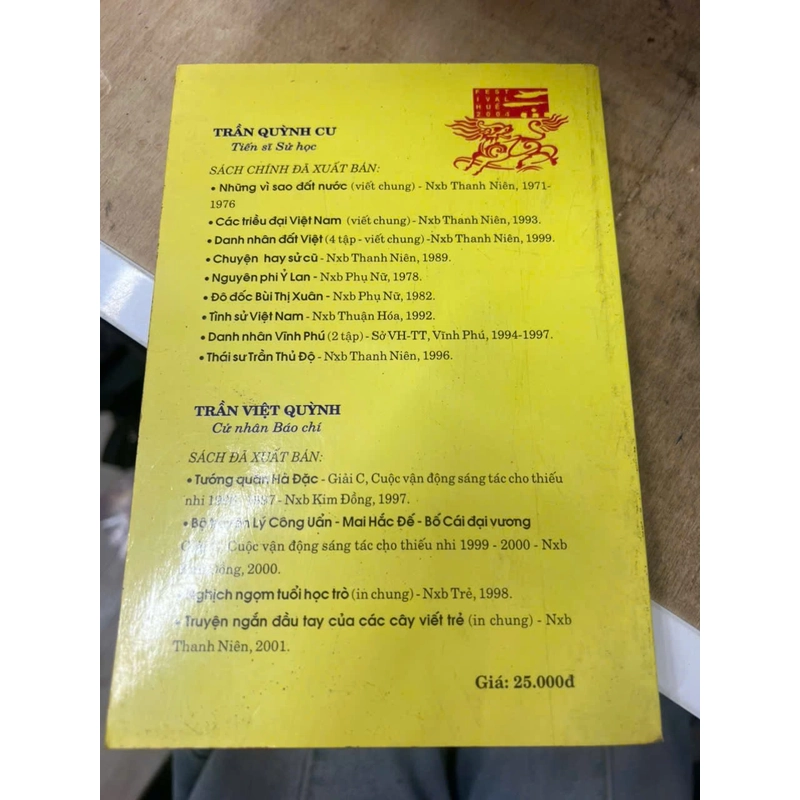 FEST
IVAL
HUẾ
2004
TRẦN QUỲNH CƯ
Tiến sĩ Sử học
SÁCH CHÍNH ĐÃ XUẤT BẢN:
• Những vì sao đất nước (viết chung) - Nxb Thanh Niên, 1971-
1976
• Các triều đại Việt Nam (viết chung) - Nxb Thanh Niên, 1993.
• Danh nhân đất Việt (4 tập - viết chung) -Nxb Thanh Niên, 1999.
• Chuyện hay sử cũ - Nxb Thanh Niên, 1989.
• Nguyên phi Ỷ Lan - Nxb Phụ Nữ, 1978.
• Đô đốc Bùi Thị Xuân - Nxb Phụ Nữ, 1982.
• Tình sử Việt Nam - Nxb Thuận Hóa, 1992.
• Danh nhân Vĩnh Phú (2 tập) - Sở VH-TT, Vĩnh Phú, 1994-1997.
• Thái sư Trần Thủ Độ - Nxb Thanh Niên, 1996.
TRẦN VIỆT QUỲNH
Cử nhân Báo chí
SÁCH ĐÃ XUẤT BẢN:
• Tướng quân Hà Đặc - Giải C, Cuộc vận động sáng tác cho thiếu
nhi - Nxb Kim Đồng, 1997.
• Bộ truyện Lý Công Uẩn - Mai Hắc Đế - Bố Cái đại vương
Cuộc vận động sáng tác cho thiếu nhi 1999 - 2000 - Nxb
Đồng, 2000.
• Nghịch ngợm tuổi học trò (in chung) - Nxb Trẻ, 1998.
• Truyện ngắn đầu tay của các cây viết trẻ (in chung) - Nxb
Thanh Niên, 2001.
Giá: 25.000đ